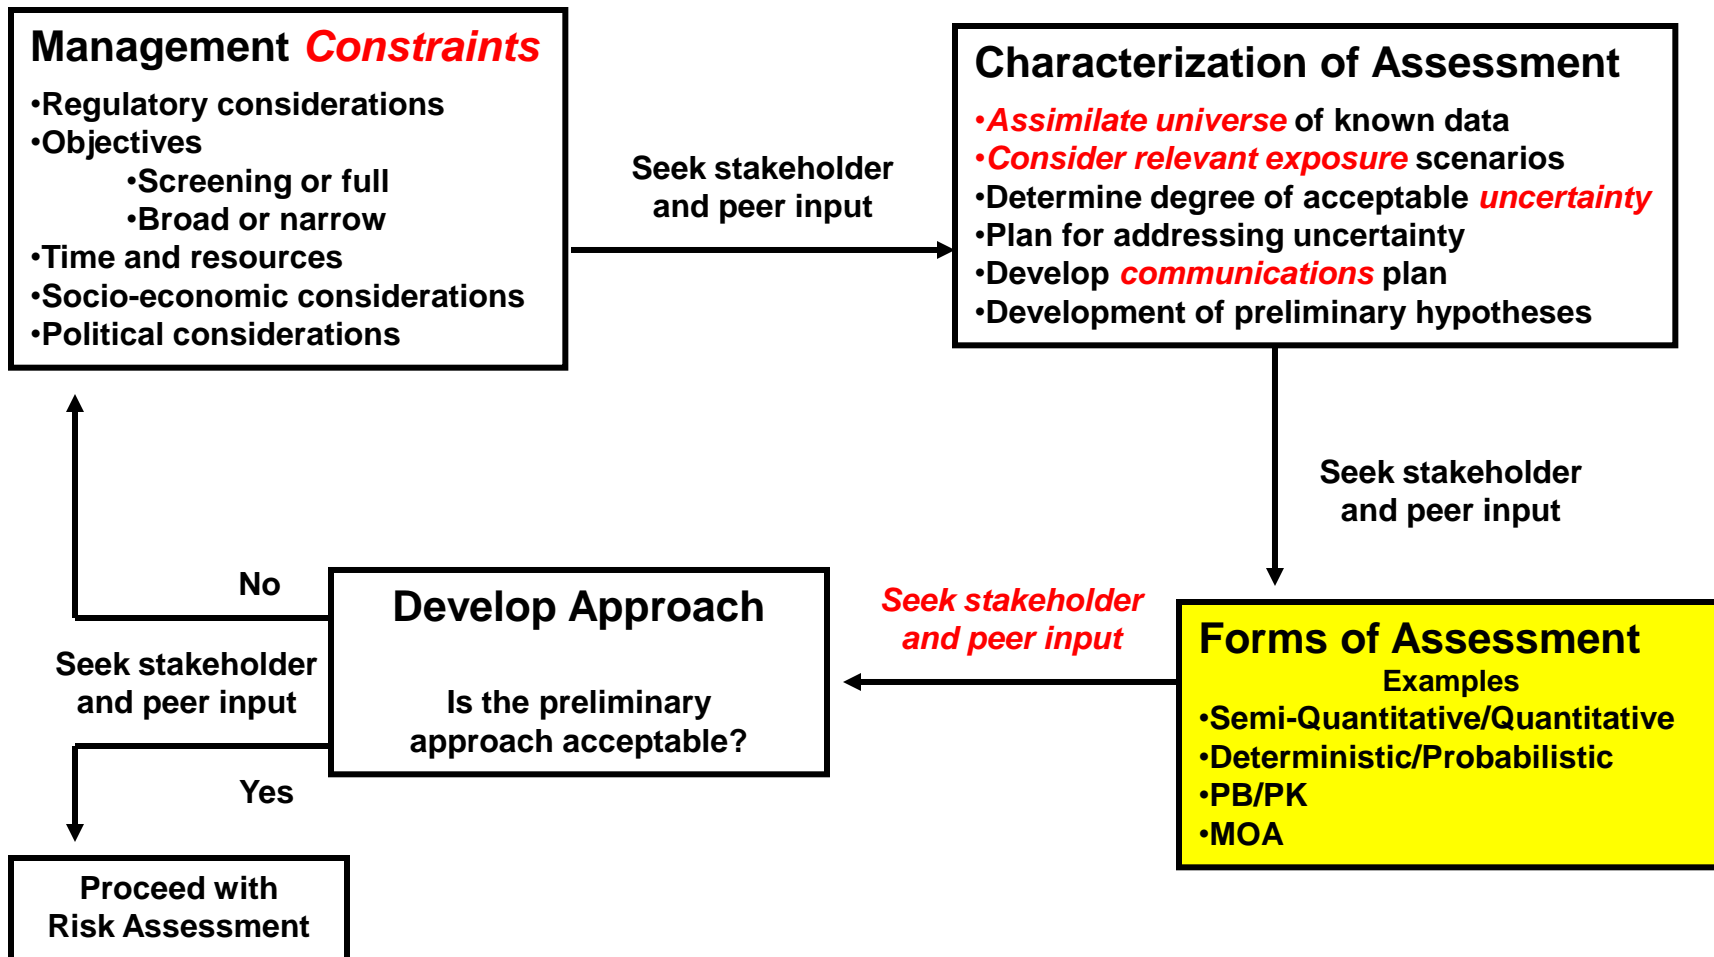 Management Constraints
•Regulatory considerations
•Objectives
•Screening or full
•Broad or narrow
•Time and resources
•Socio-economic considerations
•Political considerations
Seek stakeholder
and peer input
Characterization of Assessment
•Assimilate universe of known data
•Consider relevant exposure scenarios
•Determine degree of acceptable uncertainty
•Plan for addressing uncertainty
•Develop communications plan
•Development of preliminary hypotheses
Seek stakeholder
and peer input
Forms of Assessment
Examples
•Semi-Quantitative/Quantitative
•Deterministic/Probabilistic
•PB/PK
•MOA
Seek stakeholder
and peer input
Develop Approach
Is the preliminary
approach acceptable?
No
Seek stakeholder
and peer input
Yes
Proceed with
Risk Assessment